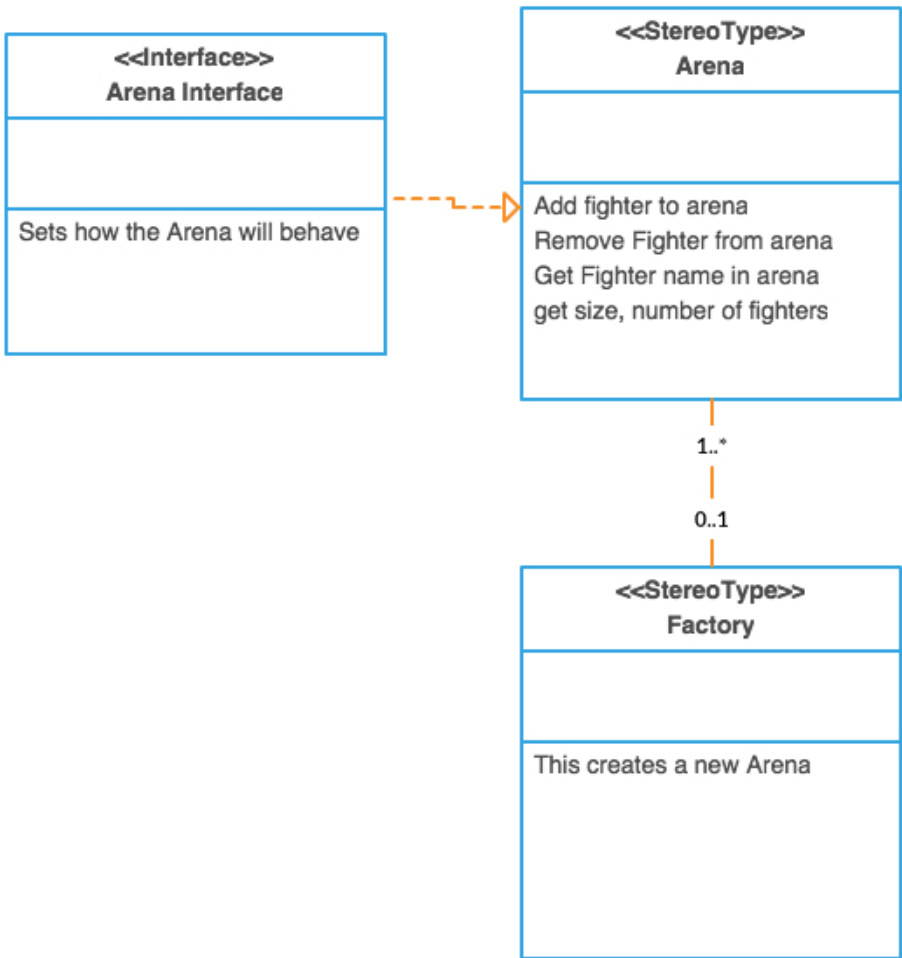 <<Interface>>
Arena Interface
Sets how the Arena will behave
<<StereoType>>
Arena
Add fighter to arena
Remove Fighter from arena
Get Fighter name in arena
get size, number of fighters
1..*
0..1
<<StereoType>>
Factory
This creates a new Arena